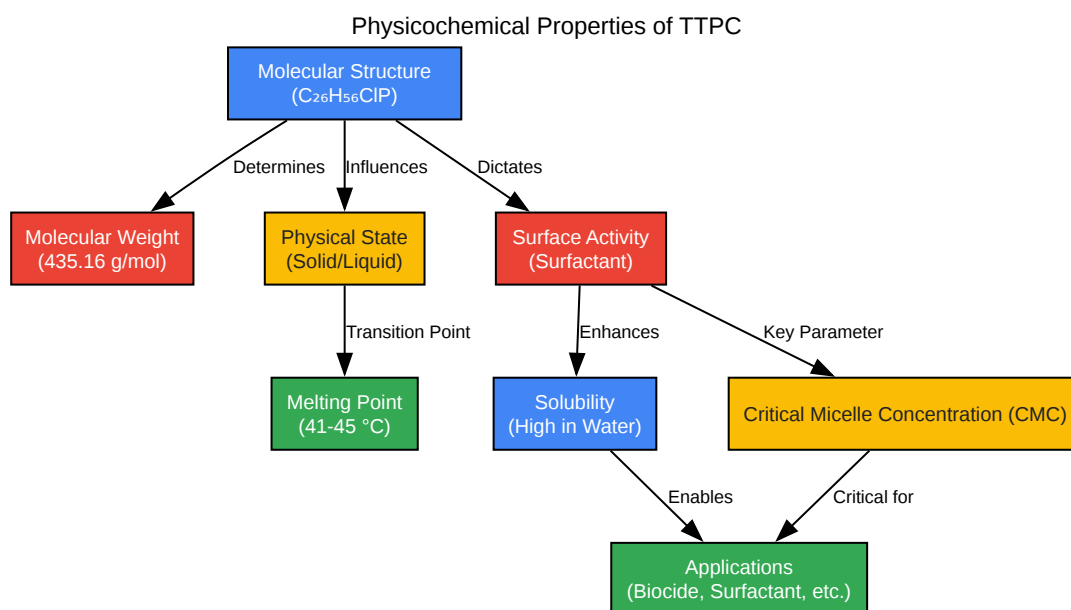 Physicochemical Properties of TTPC
Molecular Structure
(C₂₆H₅₆ClP)
Determines
Influences
Dictates
Molecular Weight
(435.16 g/mol)
Physical State
(Solid/Liquid)
Surface Activity
(Surfactant)
Transition Point
Enhances
Key Parameter
Melting Point
(41-45 °C)
Solubility
(High in Water)
Critical Micelle Concentration (CMC)
Enables
Critical for
Applications
(Biocide, Surfactant, etc.)